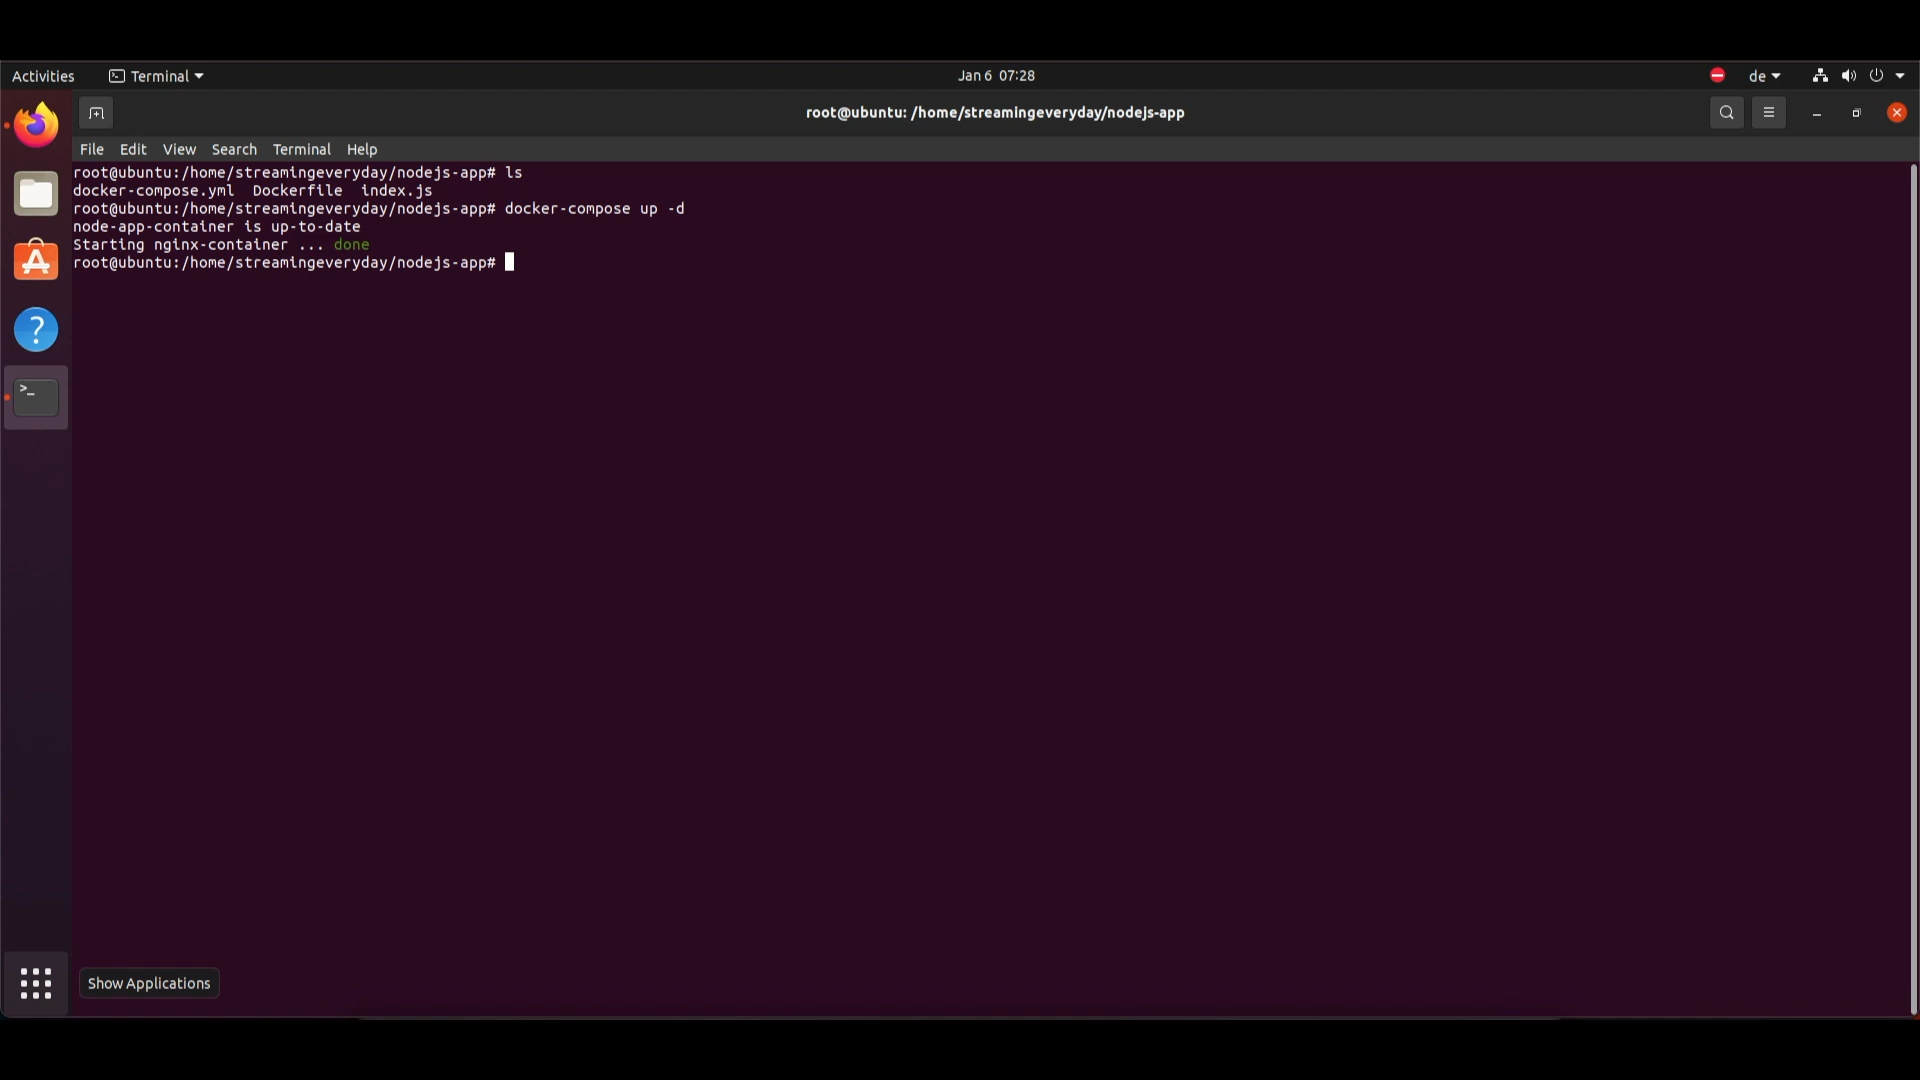 Activities Terminal Jan 6 07:28 de
root@ubuntu: /home/streamingeveryday/nodejs-app
File Edit View Search Terminal Help
root@ubuntu:/home/streamingeveryday/nodejs-app# ls
docker-compose.yml Dockerfile index.js
root@ubuntu:/home/streamingeveryday/nodejs-app# docker-compose up -d
node-app-container is up-to-date
Starting nginx-container ... done
root@ubuntu:/home/streamingeveryday/nodejs-app#
Show Applications